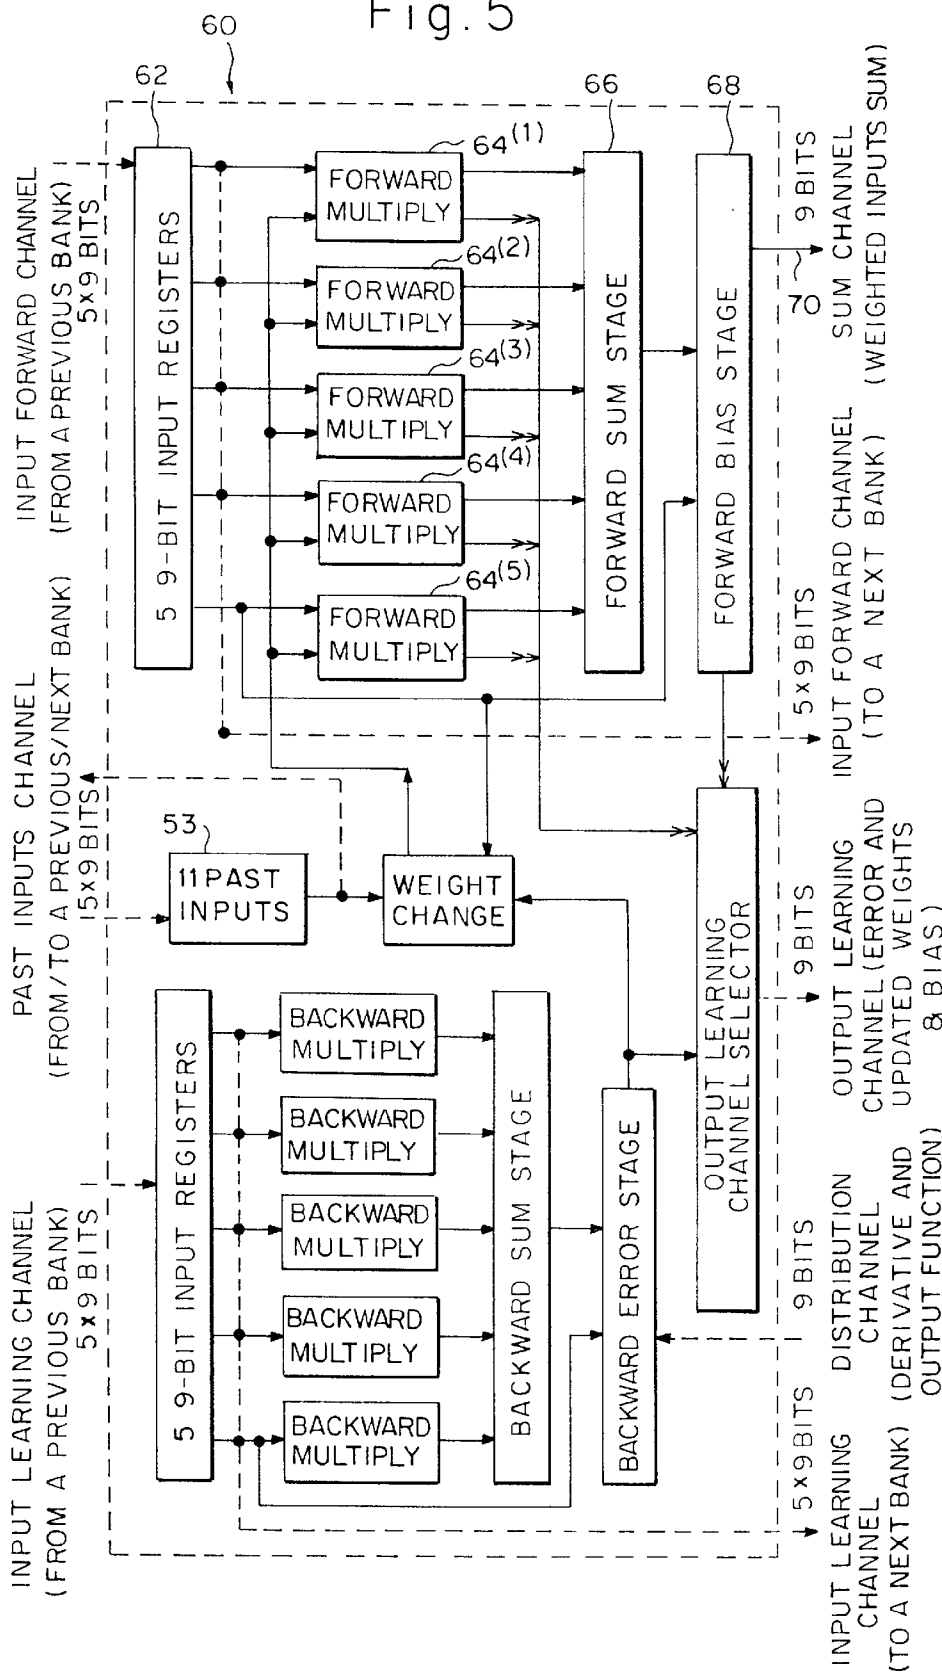 Fig. 5
60
62
66
68
INPUT FORWARD CHANNEL
(FROM A PREVIOUS BANK)
5×9 BITS
5 9-BIT INPUT REGISTERS
64(1)
FORWARD
MULTIPLY
64(2)
FORWARD
MULTIPLY
64(3)
FORWARD
MULTIPLY
64(4)
FORWARD
MULTIPLY
64(5)
FORWARD
MULTIPLY
FORWARD SUM STAGE
FORWARD BIAS STAGE
70
9 BITS
SUM CHANNEL
(WEIGHTED INPUTS SUM)
5×9 BITS
INPUT FORWARD CHANNEL
(TO A NEXT BANK)
PAST INPUTS CHANNEL
(FROM/TO A PREVIOUS/NEXT BANK)
5×9 BITS
53
11 PAST
INPUTS
WEIGHT
CHANGE
OUTPUT LEARNING
CHANNEL SELECTOR
9 BITS
OUTPUT LEARNING
CHANNEL (ERROR AND
UPDATED WEIGHTS
& BIAS)
INPUT LEARNING CHANNEL
(FROM A PREVIOUS BANK)
5×9 BITS
5 9-BIT INPUT REGISTERS
BACKWARD
MULTIPLY
BACKWARD
MULTIPLY
BACKWARD
MULTIPLY
BACKWARD
MULTIPLY
BACKWARD
MULTIPLY
BACKWARD SUM STAGE
BACKWARD ERROR STAGE
9 BITS
DISTRIBUTION
CHANNEL
(DERIVATIVE AND
OUTPUT FUNCTION)
5×9 BITS
INPUT LEARNING
CHANNEL
(TO A NEXT BANK)